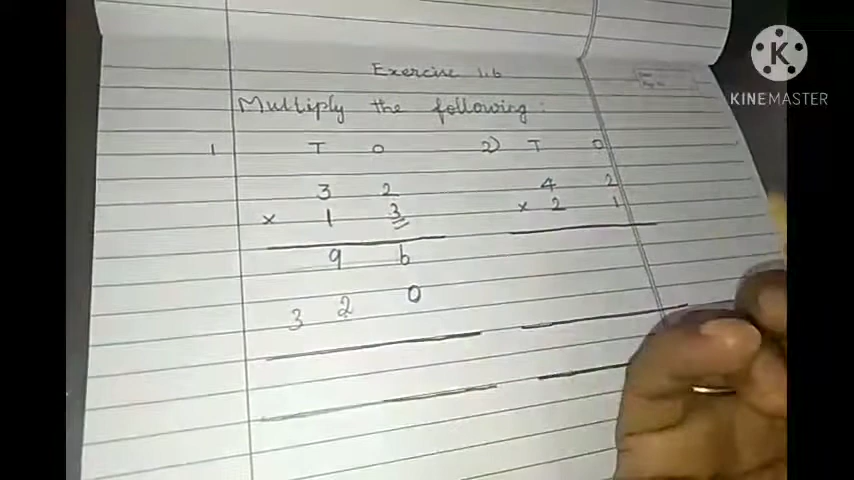 Exercise 1.6
Multiply the following:
1 T O 2) T O
3 2 4 2
× 1 3 × 2 1
9 6
3 2 0
K
KINEMASTER